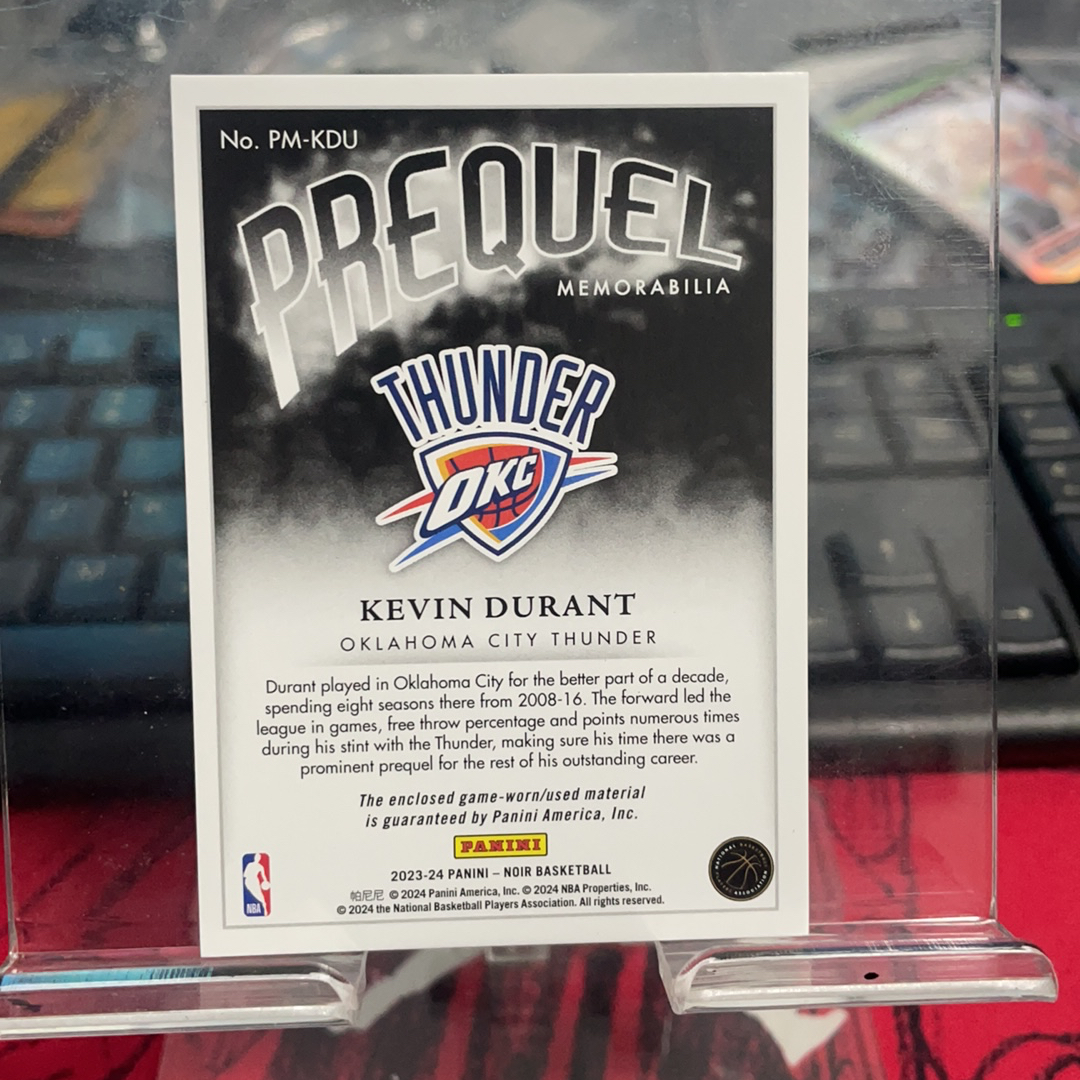 No. PM-KDU
PREQUEL
MEMORABILIA
THUNDER
OKC
KEVIN DURANT
OKLAHOMA CITY THUNDER
Durant played in Oklahoma City for the better part of a decade,
spending eight seasons there from 2008-16. The forward led the
league in games, free throw percentage and points numerous times
during his stint with the Thunder, making sure his time there was a
prominent prequel for the rest of his outstanding career.
The enclosed game-worn/used material
is guaranteed by Panini America, Inc.
PANINI
2023-24 PANINI – NOIR BASKETBALL
帕尼尼 © 2024 Panini America, Inc. © 2024 NBA Properties, Inc.
© 2024 the National Basketball Players Association. All rights reserved.
NBA
NATIONAL BASKETBALL
PLAYERS ASSOCIATION